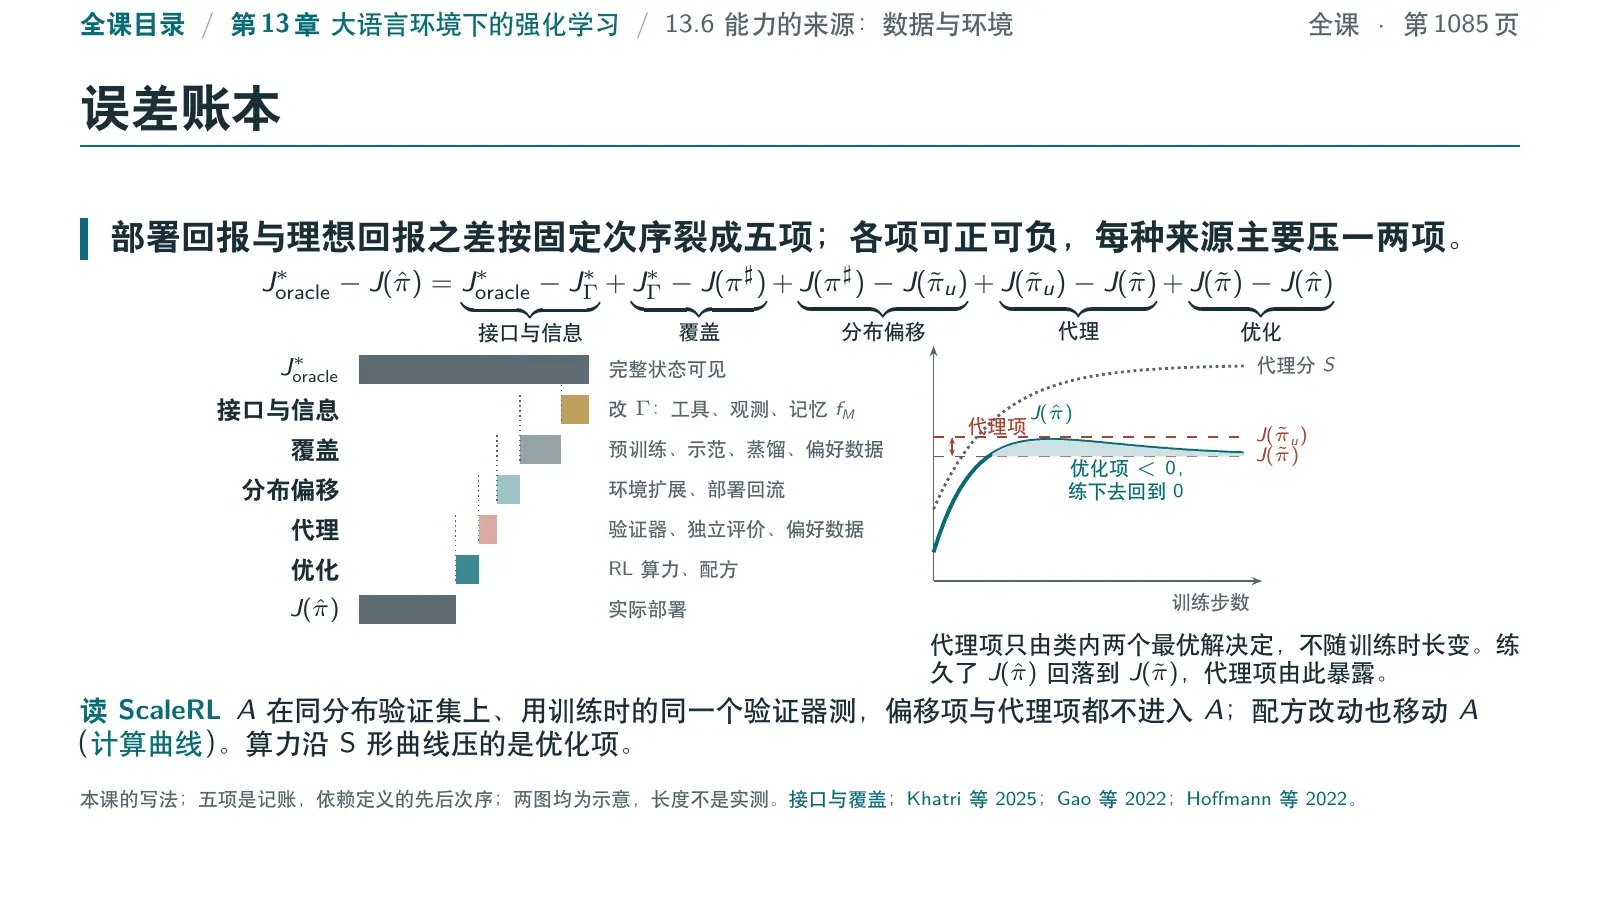 全课目录 / 第 13 章 大语言环境下的强化学习 / 13.6 能力的来源：数据与环境
全课 · 第 1085 页
误差账本
部署回报与理想回报之差按固定次序裂成五项；各项可正可负，每种来源主要压一两项。
J*oracle − J(π̂) = J*oracle − J*Γ + J*Γ − J(π♯) + J(π♯) − J(π̃u) + J(π̃u) − J(π̃) + J(π̃) − J(π̂)
接口与信息 覆盖 分布偏移 代理 优化
J*oracle 完整状态可见
接口与信息 改 Γ：工具、观测、记忆 fM
覆盖 预训练、示范、蒸馏、偏好数据
分布偏移 环境扩展、部署回流
代理 验证器、独立评价、偏好数据
优化 RL 算力、配方
J(π̂) 实际部署
代理分 S
J(π̂)
代理项
J(π̃u)
J(π̃)
优化项 < 0，
练下去回到 0
训练步数
代理项只由类内两个最优解决定，不随训练时长变。练
久了 J(π̂) 回落到 J(π̃)，代理项由此暴露。
读 ScaleRL A 在同分布验证集上、用训练时的同一个验证器测，偏移项与代理项都不进入 A；配方改动也移动 A
（计算曲线）。算力沿 S 形曲线压的是优化项。
本课的写法；五项是记账，依赖定义的先后次序；两图均为示意，长度不是实测。接口与覆盖；Khatri 等 2025；Gao 等 2022；Hoffmann 等 2022。